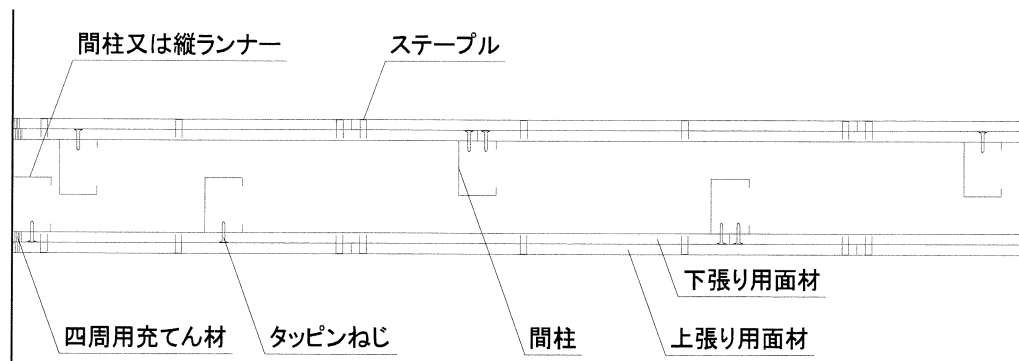 間柱又は縦ランナー
ステープル
下張り用面材
四周用充てん材
タッピンねじ
間柱
上張り用面材